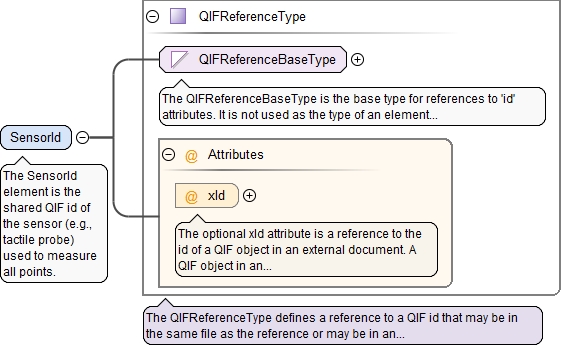 QIFReferenceType
QIFReferenceBaseType
The QIFReferenceBaseType is the base type for references to 'id'
attributes. It is not used as the type of an element...
SensorId
The SensorId
element is the
shared QIF id of
the sensor (e.g.,
tactile probe)
used to measure
all points.
@ Attributes
@ xId
The optional xId attribute is a reference to the
id of a QIF object in an external document. A
QIF object in an...
The QIFReferenceType defines a reference to a QIF id that may be in
the same file as the reference or may be in an...